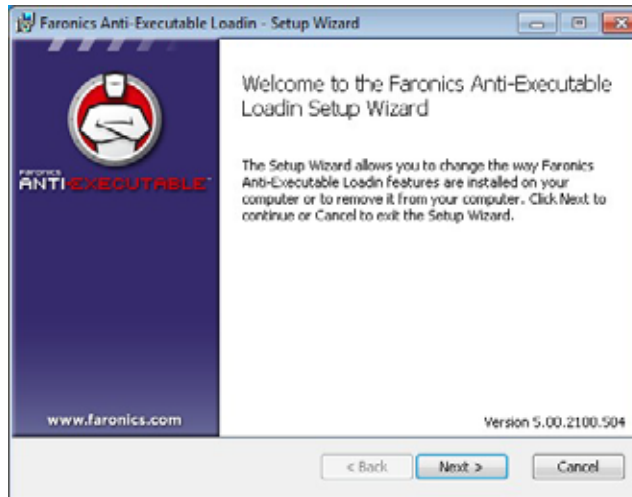 Faronics Anti-Executable Loadin - Setup Wizard
Welcome to the Faronics Anti-Executable
Loadin Setup Wizard
The Setup Wizard allows you to change the way Faronics
Anti-Executable Loadin features are installed on your
computer or to remove it from your computer. Click Next to
continue or Cancel to exit the Setup Wizard.
FARONICS
ANTI-EXECUTABLE
www.faronics.com
Version 5.00.2100.504
< Back
Next >
Cancel